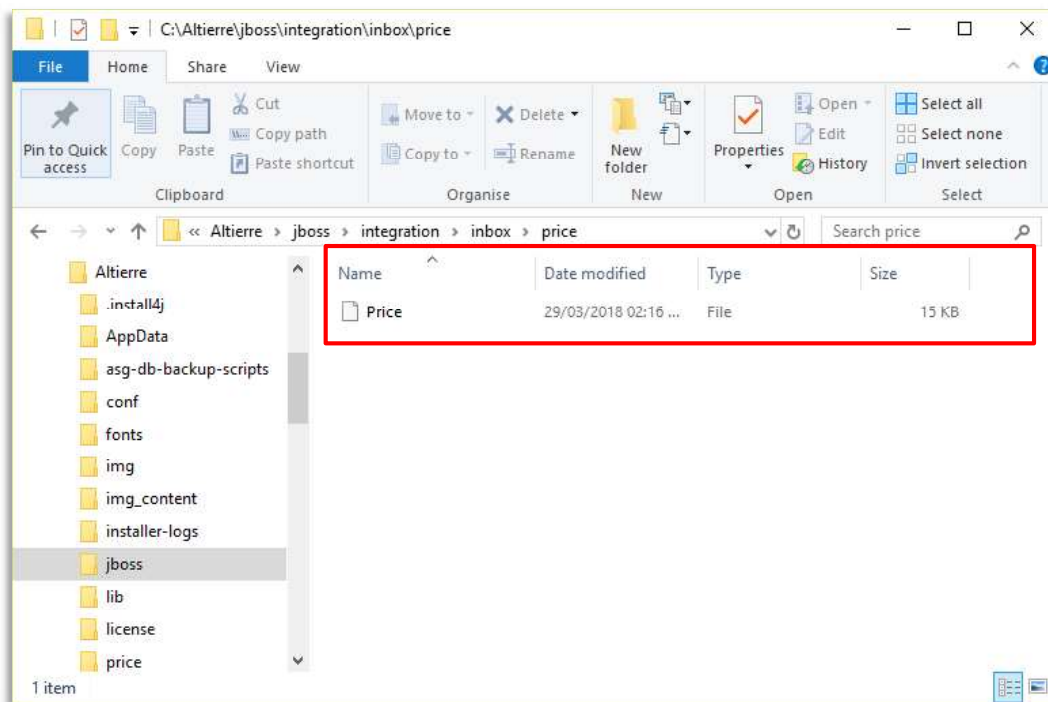 C:\Altierre\jboss\integration\inbox\price
File Home Share View
Pin to Quick access
Copy
Paste
Cut
Copy path
Paste shortcut
Clipboard
Move to
Copy to
Delete
Rename
Organise
New folder
New
Properties
Open
Edit
History
Open
Select all
Select none
Invert selection
Select
« Altierre > jboss > integration > inbox > price
Search price
Name Date modified Type Size
Price 29/03/2018 02:16 ... File 15 KB
Altierre
.install4j
AppData
asg-db-backup-scripts
conf
fonts
img
img_content
installer-logs
jboss
lib
license
price
1 item